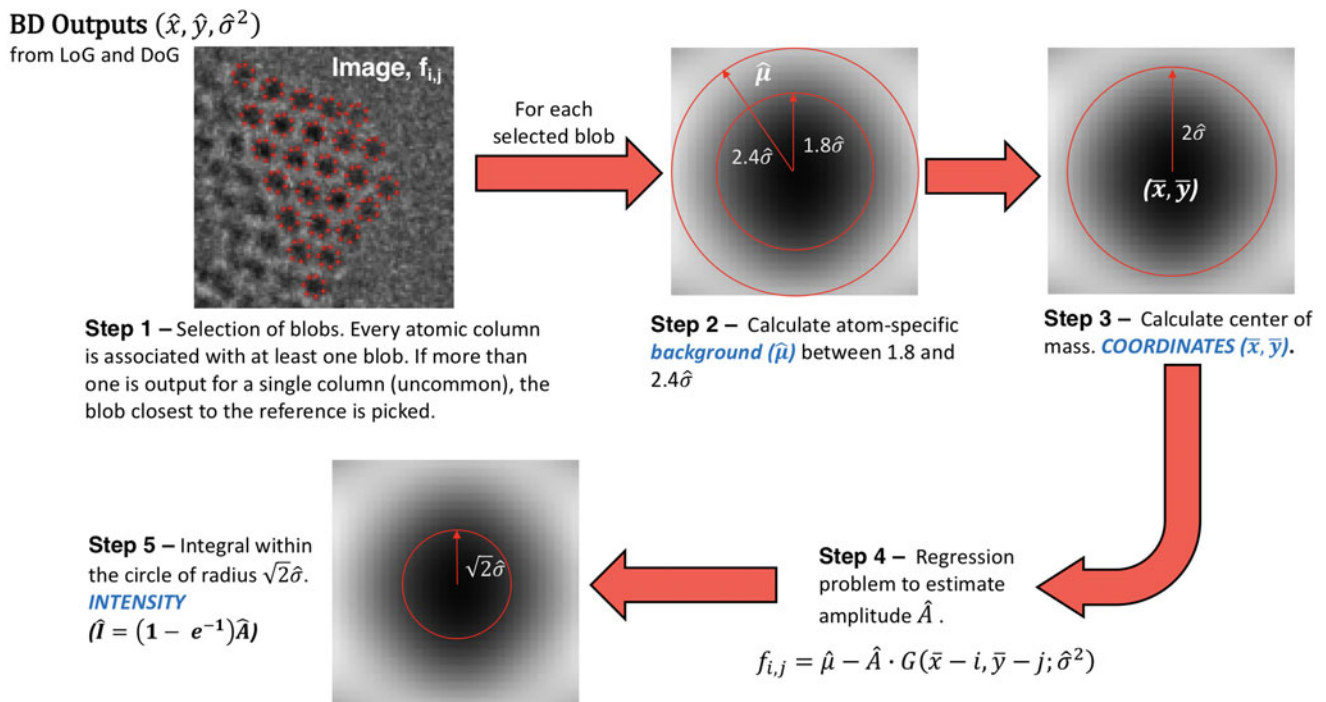 BD Outputs (x̂, ŷ, σ̂²)
from LoG and DoG
Image, f_{i,j}
For each
selected blob
μ̂
2.4σ̂
1.8σ̂
2σ̂
(x̄, ȳ)
Step 1 – Selection of blobs. Every atomic column
is associated with at least one blob. If more than
one is output for a single column (uncommon), the
blob closest to the reference is picked.
Step 2 – Calculate atom-specific
background (μ̂) between 1.8 and
2.4σ̂
Step 3 – Calculate center of
mass. COORDINATES (x̄, ȳ).
Step 4 – Regression
problem to estimate
amplitude Â .
f_{i,j} = μ̂ − Â · G(x̄ − i, ȳ − j; σ̂²)
√2σ̂
Step 5 – Integral within
the circle of radius √2σ̂.
INTENSITY
(Î = (1 − e⁻¹)Â)